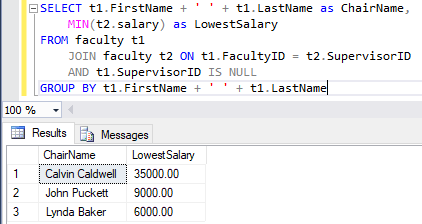 SELECT t1.FirstName + ' ' + t1.LastName as ChairName,
MIN(t2.salary) as LowestSalary
FROM faculty t1
JOIN faculty t2 ON t1.FacultyID = t2.SupervisorID
AND t1.SupervisorID IS NULL
GROUP BY t1.FirstName + ' ' + t1.LastName
100 %
Results Messages
ChairName LowestSalary
1 Calvin Caldwell 35000.00
2 John Puckett 9000.00
3 Lynda Baker 6000.00